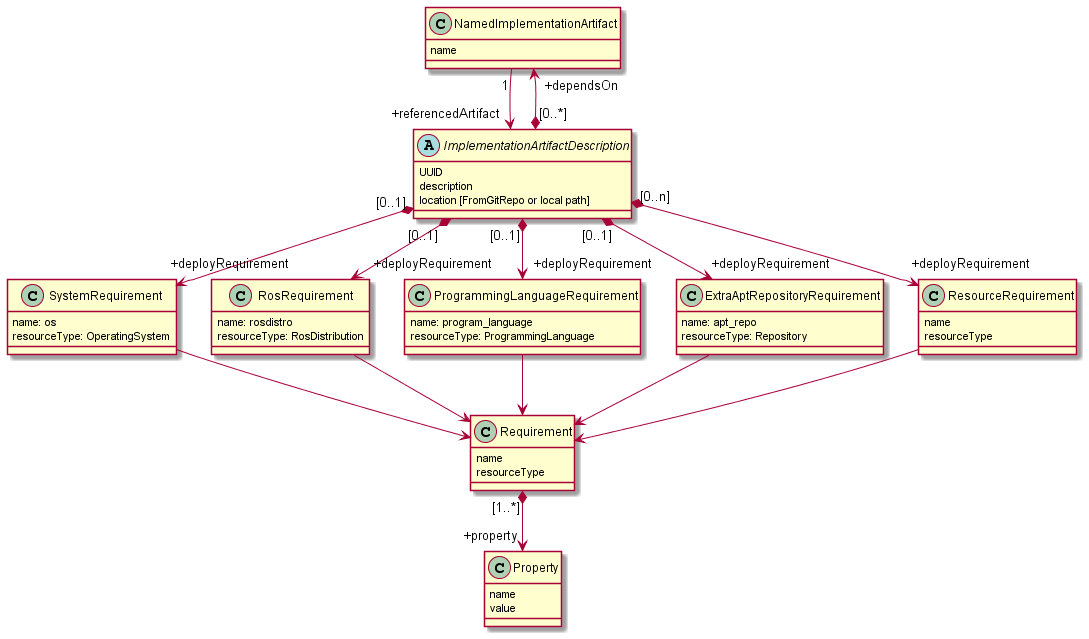 C NamedImplementationArtifact
name
1
+dependsOn
+referencedArtifact
[0..*]
A ImplementationArtifactDescription
UUID
description
location [FromGitRepo or local path]
[0..1]
[0..1]
[0..1]
[0..1]
[0..n]
+deployRequirement
+deployRequirement
+deployRequirement
+deployRequirement
+deployRequirement
C SystemRequirement
name: os
resourceType: OperatingSystem
C RosRequirement
name: rosdistro
resourceType: RosDistribution
C ProgrammingLanguageRequirement
name: program_language
resourceType: ProgrammingLanguage
C ExtraAptRepositoryRequirement
name: apt_repo
resourceType: Repository
C ResourceRequirement
name
resourceType
C Requirement
name
resourceType
[1..*]
+property
C Property
name
value